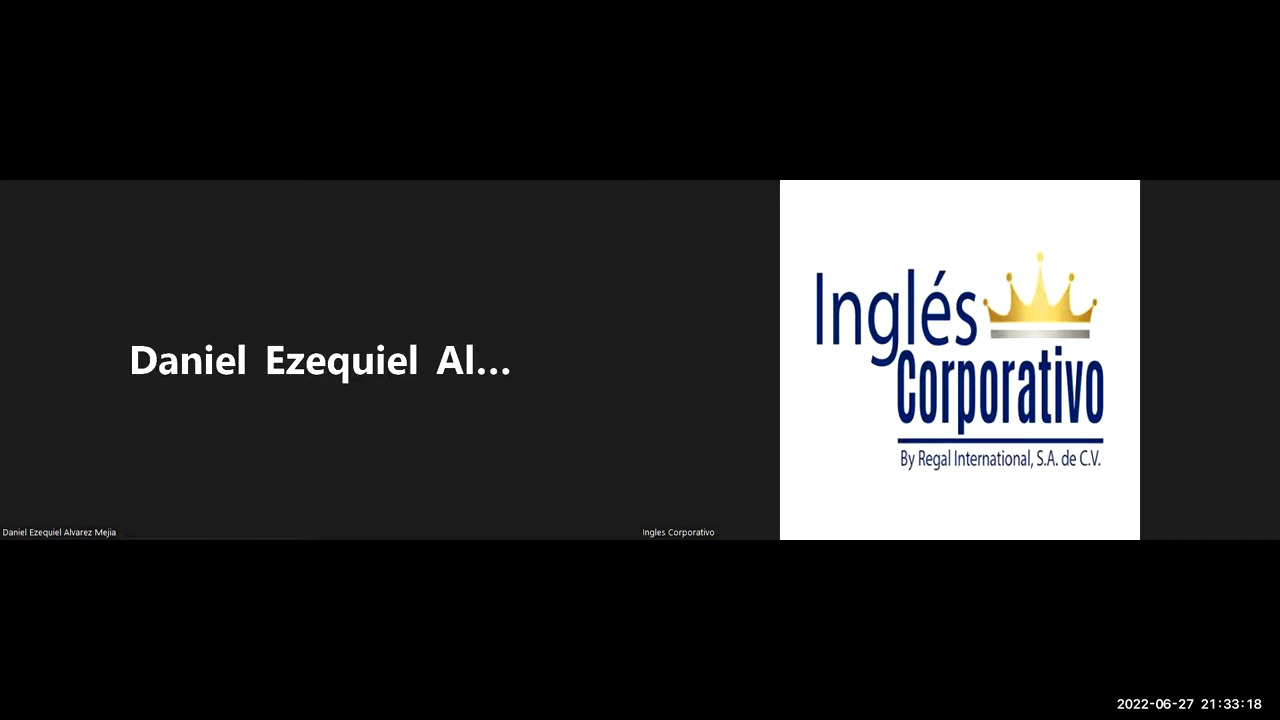 Daniel Ezequiel Al...
Daniel Ezequiel Alvarez Mejia
Inglés
Corporativo
By Regal International, S.A. de C.V.
Ingles Corporativo
2022-06-27 21:33:18